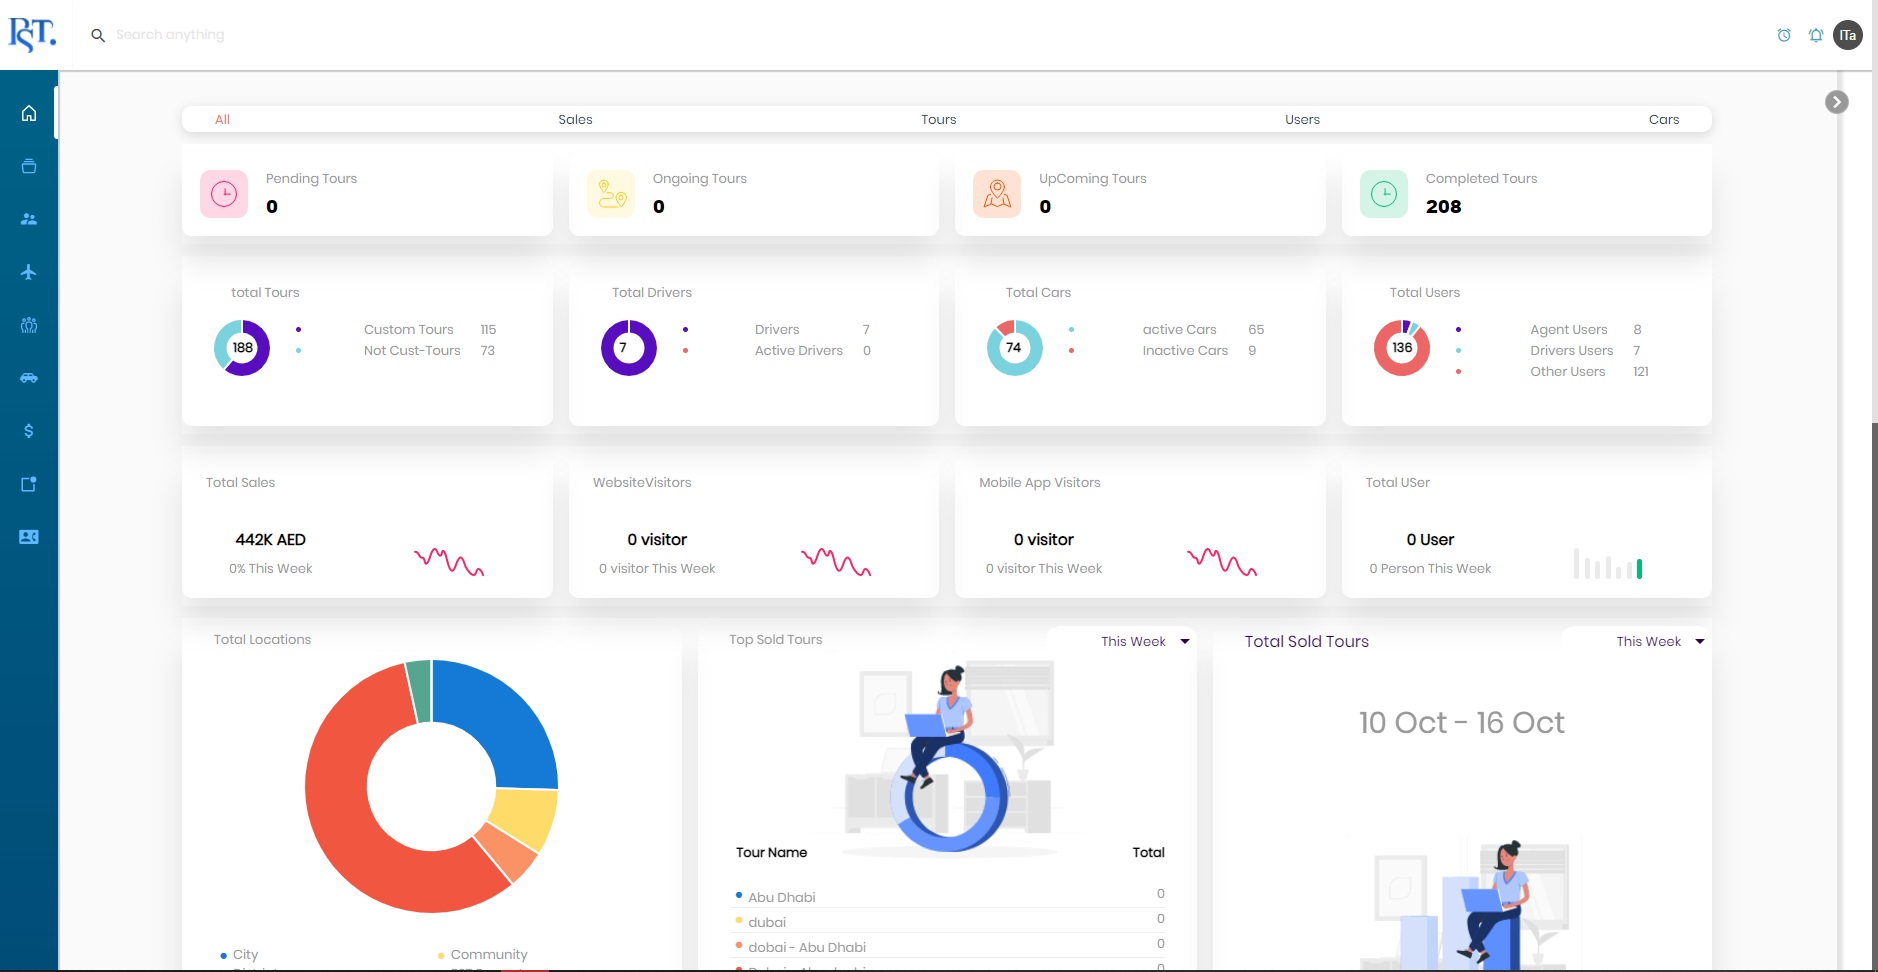 PST.
Search anything
ITa
All Sales Tours Users Cars
Pending Tours
0
Ongoing Tours
0
UpComing Tours
0
Completed Tours
208
total Tours
188
Custom Tours 115
Not Cust-Tours 73
Total Drivers
7
Drivers 7
Active Drivers 0
Total Cars
74
active Cars 65
Inactive Cars 9
Total Users
136
Agent Users 8
Drivers Users 7
Other Users 121
Total Sales
442K AED
0% This Week
WebsiteVisitors
0 visitor
0 visitor This Week
Mobile App Visitors
0 visitor
0 visitor This Week
Total USer
0 User
0 Person This Week
Total Locations
City Community
Top Sold Tours
This Week
Tour Name Total
Abu Dhabi 0
dubai 0
dobai - Abu Dhabi 0
Total Sold Tours
This Week
10 Oct - 16 Oct